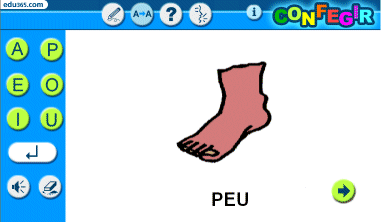 edu365.com
A→A
?
i
CONFEGIR
A P
E O
I U
PEU